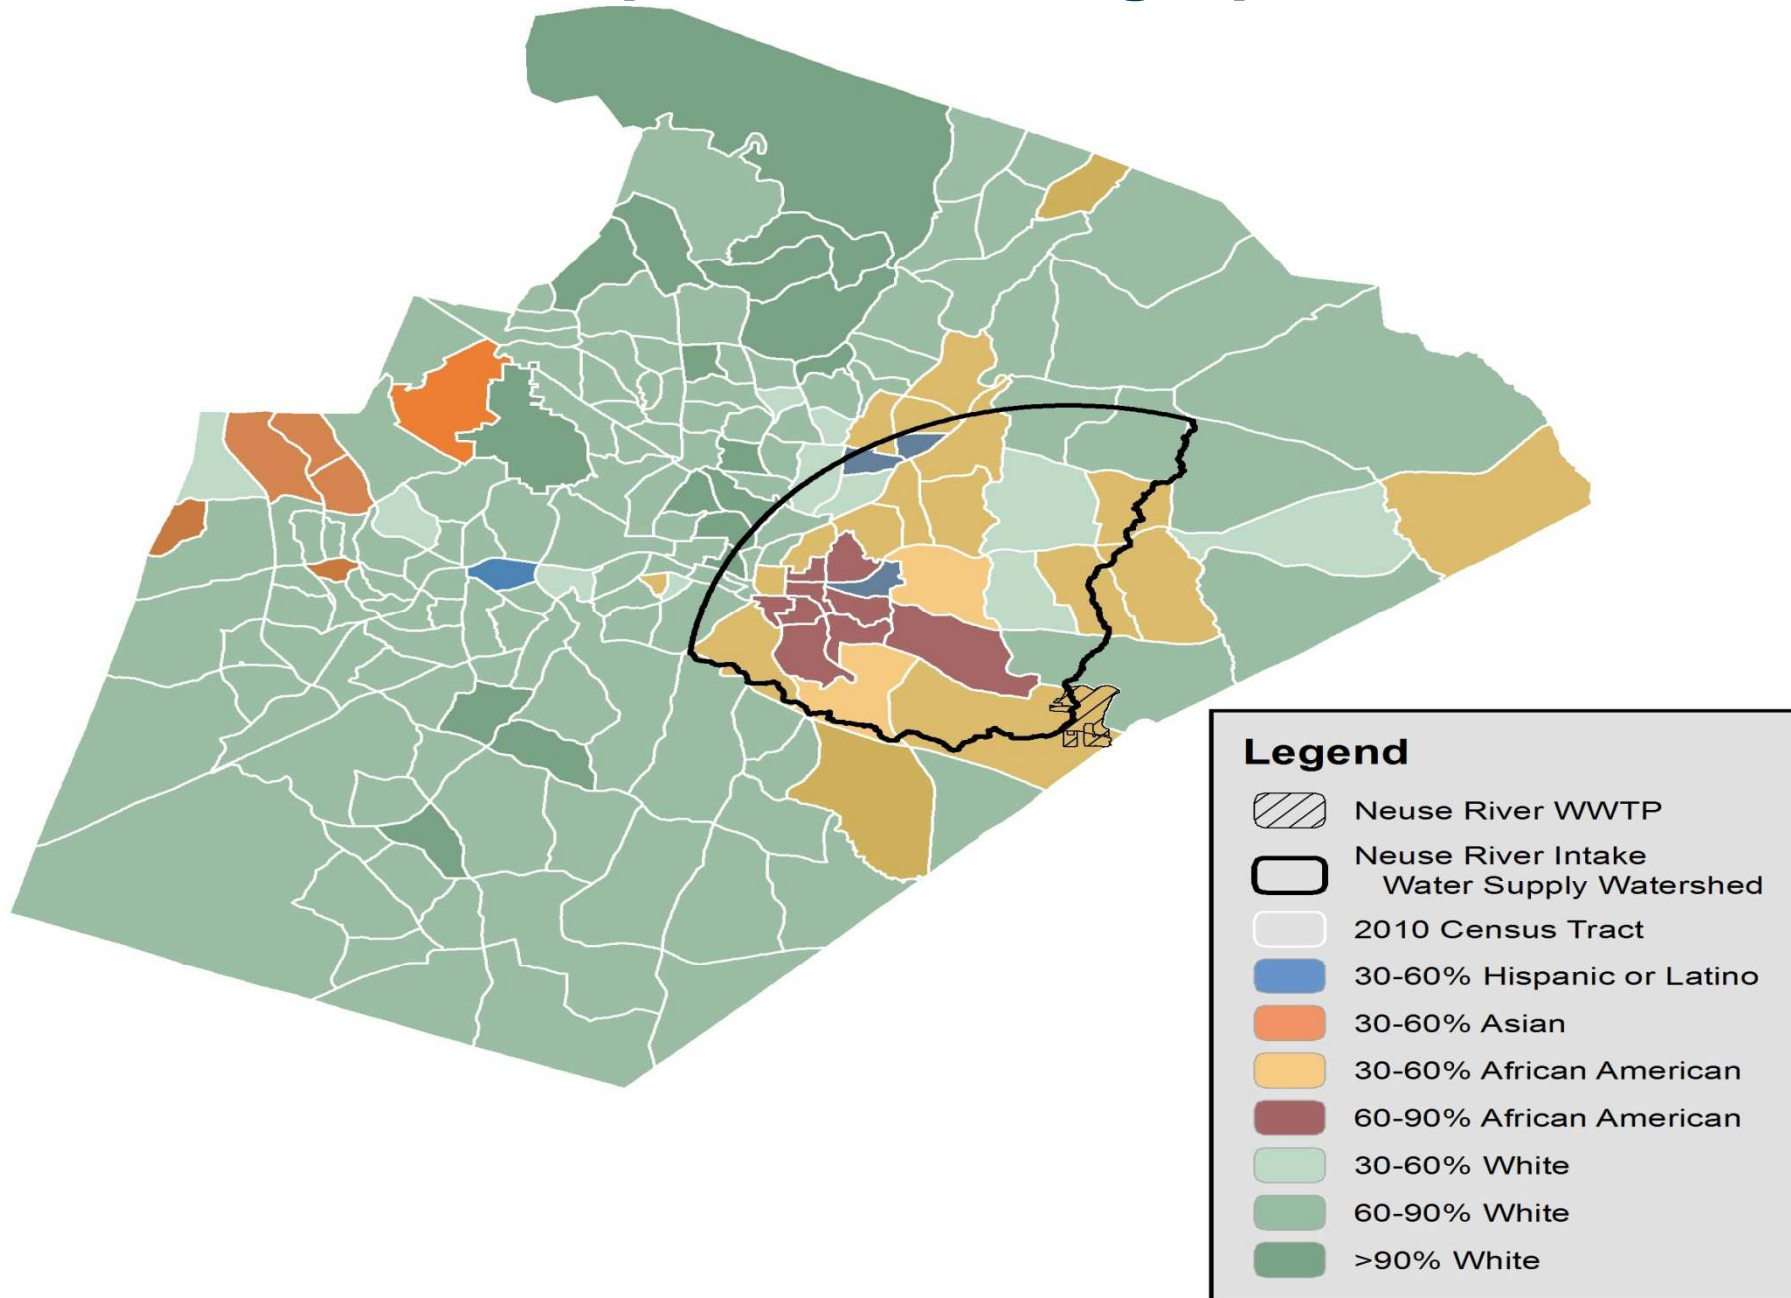 Legend
Neuse River WWTP
Neuse River Intake
Water Supply Watershed
2010 Census Tract
30-60% Hispanic or Latino
30-60% Asian
30-60% African American
60-90% African American
30-60% White
60-90% White
>90% White